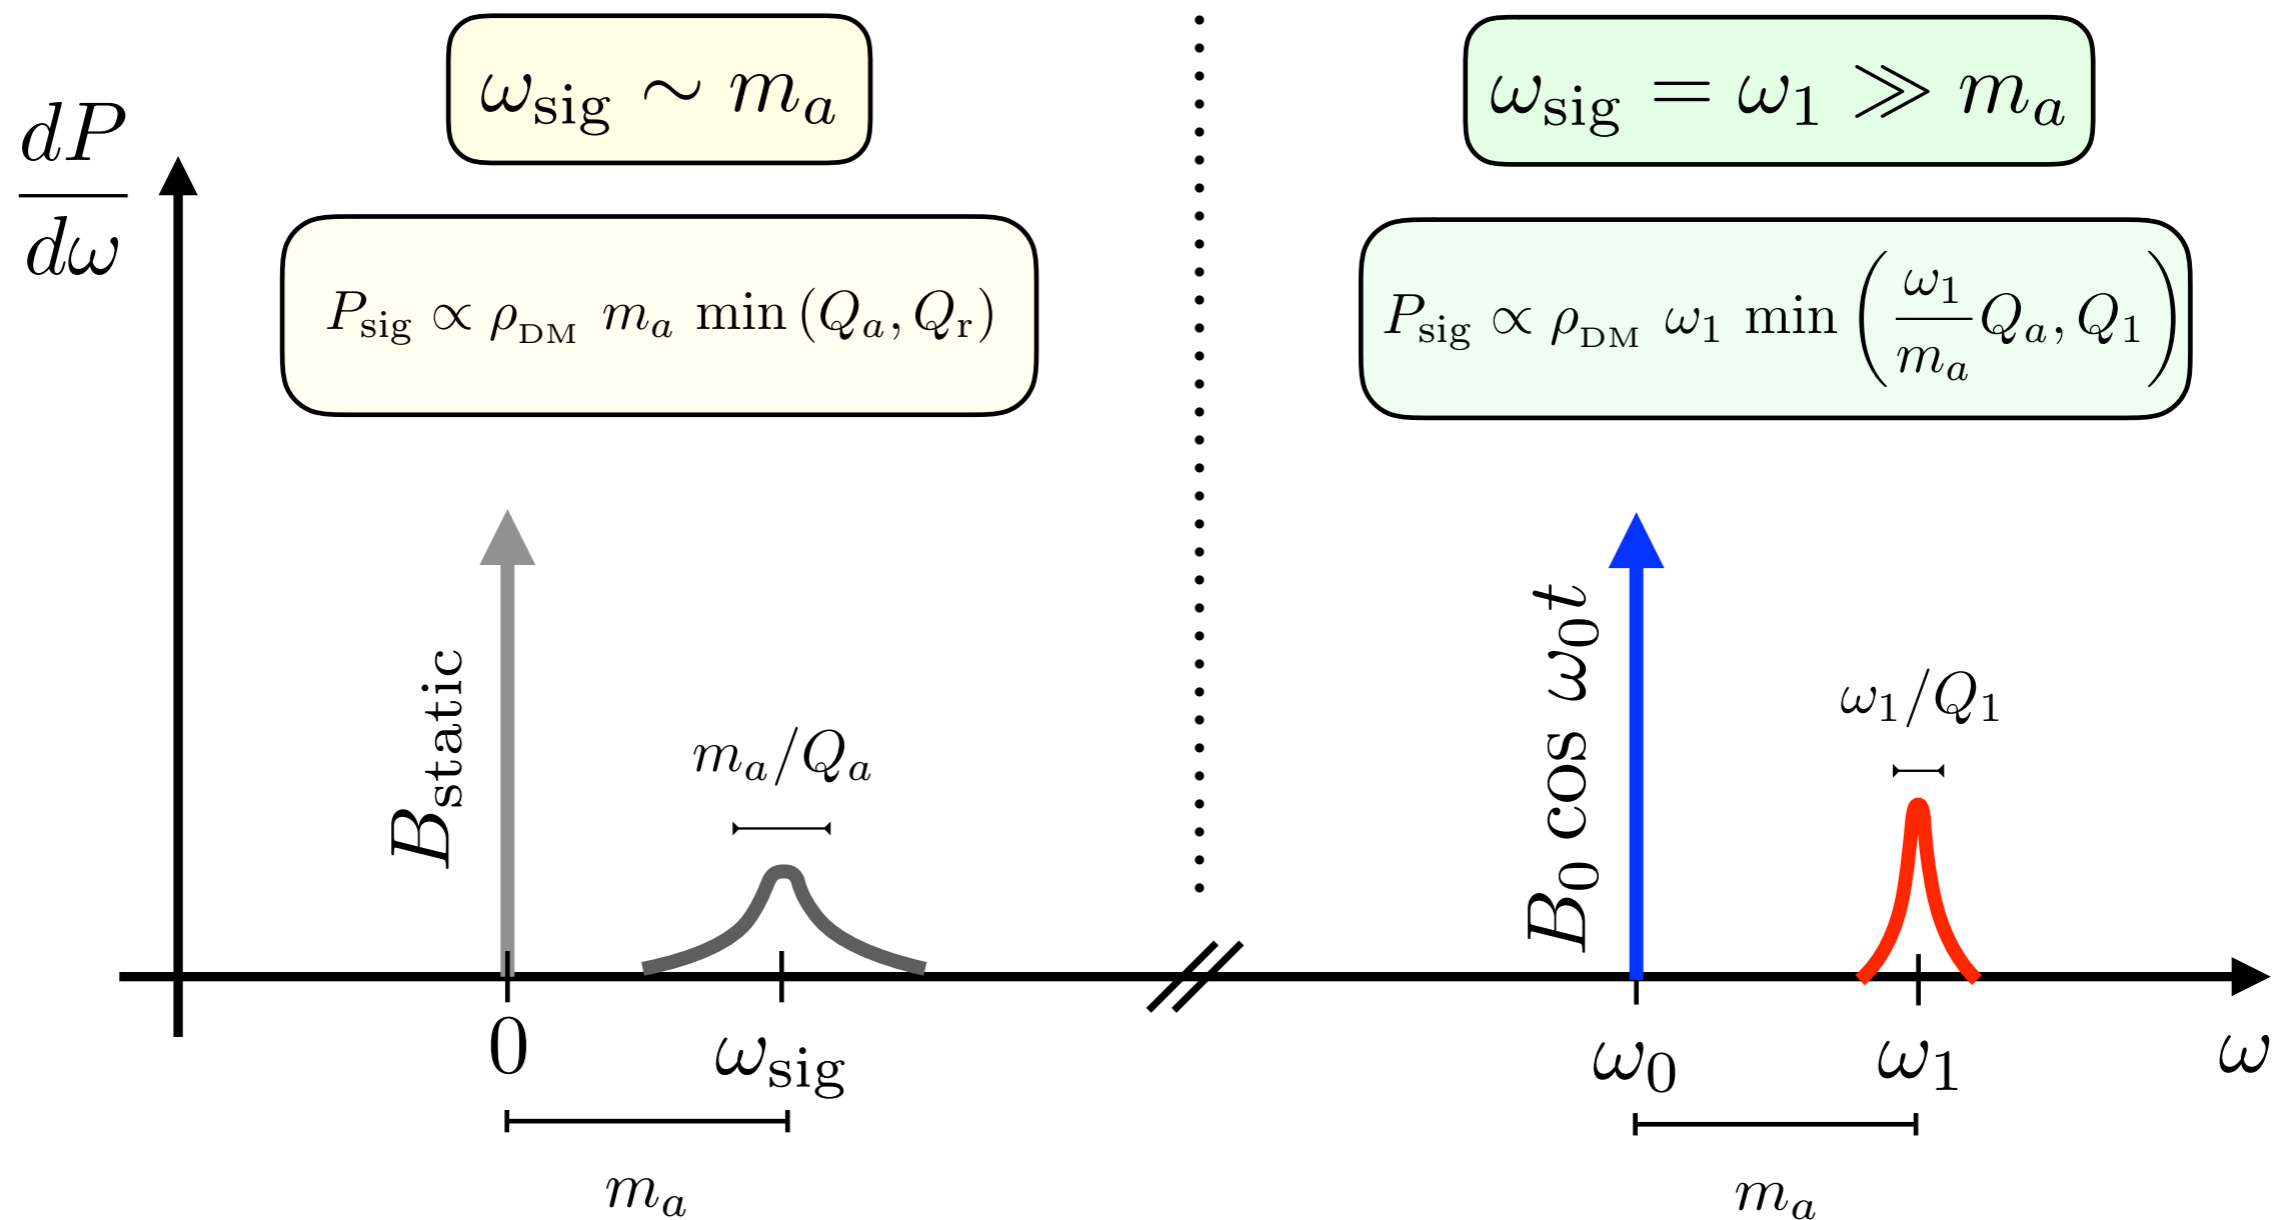 dP/dω
ω_sig ∼ m_a
P_sig ∝ ρ_DM m_a min (Q_a, Q_r)
B_static
m_a/Q_a
0
ω_sig
m_a
ω_sig = ω_1 ≫ m_a
P_sig ∝ ρ_DM ω_1 min (ω_1/m_a Q_a, Q_1)
B_0 cos ω_0t
ω_1/Q_1
ω_0
ω_1
ω
m_a